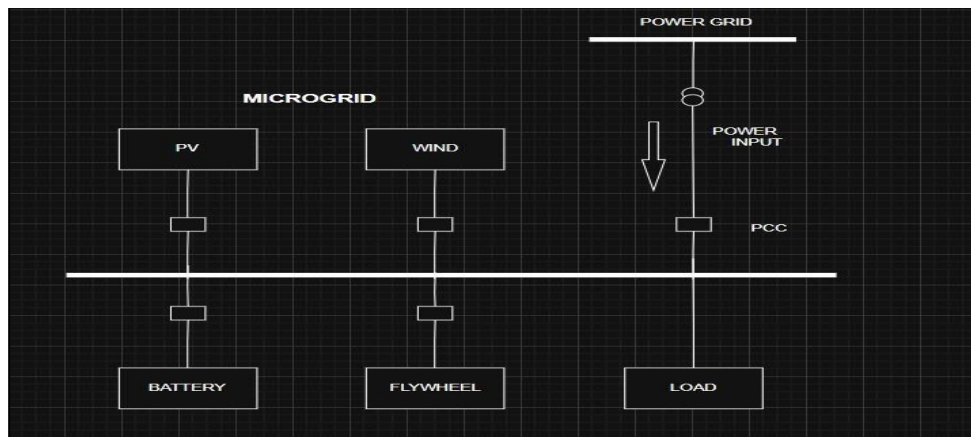 POWER GRID
MICROGRID
PV
WIND
POWER
INPUT
PCC
BATTERY
FLYWHEEL
LOAD